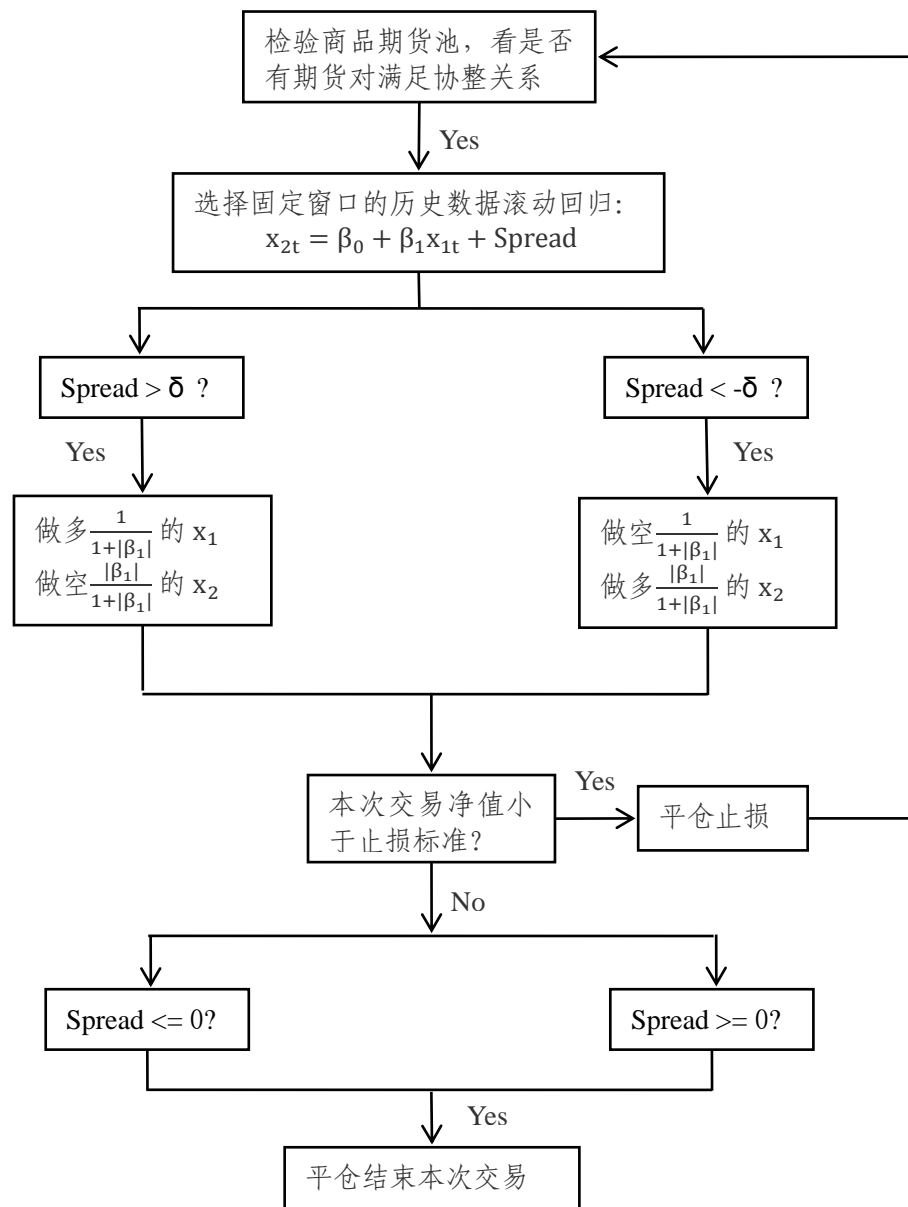 检验商品期货池，看是否
有期货对满足协整关系
Yes
选择固定窗口的历史数据滚动回归：
x₂ₜ = β₀ + β₁x₁ₜ + Spread
Spread > δ ?
Spread < -δ ?
Yes
Yes
做多 1/(1+|β₁|) 的 x₁
做空 |β₁|/(1+|β₁|) 的 x₂
做空 1/(1+|β₁|) 的 x₁
做多 |β₁|/(1+|β₁|) 的 x₂
本次交易净值小
于止损标准？
Yes
平仓止损
No
Spread <= 0?
Spread >= 0?
Yes
平仓结束本次交易